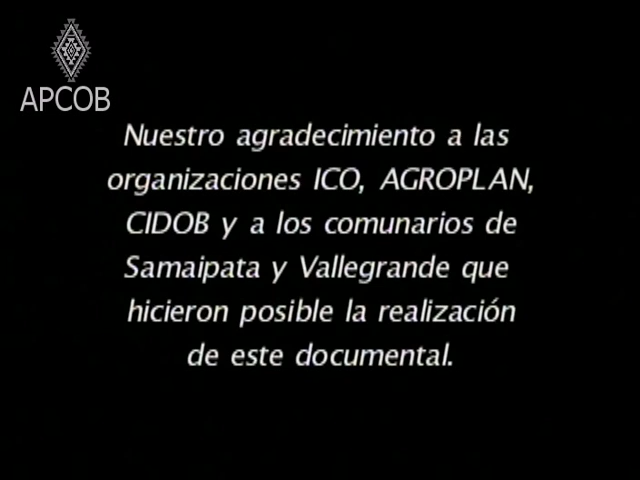 APCOB
Nuestro agradecimiento a las
organizaciones ICO, AGROPLAN,
CIDOB y a los comunarios de
Samaipata y Vallegrande que
hicieron posible la realización
de este documental.